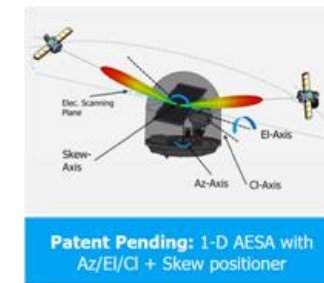 Elec. Scanning
Plane
El-Axis
Skew-
Axis
Az-Axis
Cl-Axis
Patent Pending: 1-D AESA with
Az/El/Cl + Skew positioner